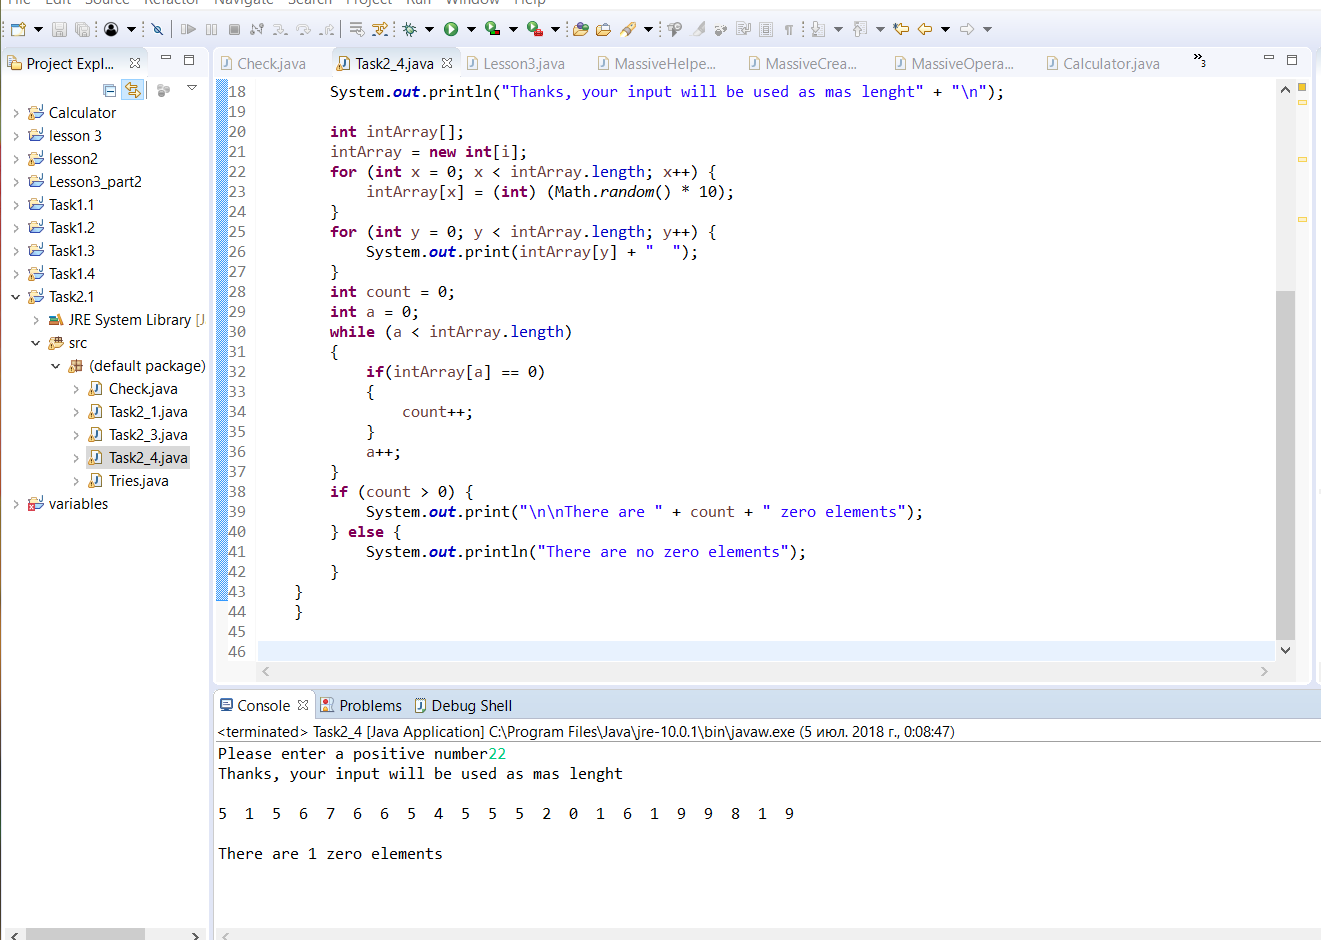 File Edit Source Refactor Navigate Search Project Run Window Help
Project Expl...
Check.java
Task2_4.java
Lesson3.java
MassiveHelpe...
MassiveCrea...
MassiveOpera...
Calculator.java
»3
Calculator
lesson 3
lesson2
Lesson3_part2
Task1.1
Task1.2
Task1.3
Task1.4
Task2.1
JRE System Library [J
src
(default package)
Check.java
Task2_1.java
Task2_3.java
Task2_4.java
Tries.java
variables
18 System.out.println("Thanks, your input will be used as mas lenght" + "\n");
19
20 int intArray[];
21 intArray = new int[i];
22 for (int x = 0; x < intArray.length; x++) {
23 intArray[x] = (int) (Math.random() * 10);
24 }
25 for (int y = 0; y < intArray.length; y++) {
26 System.out.print(intArray[y] + "  ");
27 }
28 int count = 0;
29 int a = 0;
30 while (a < intArray.length)
31 {
32 if(intArray[a] == 0)
33 {
34 count++;
35 }
36 a++;
37 }
38 if (count > 0) {
39 System.out.print("\n\nThere are " + count + " zero elements");
40 } else {
41 System.out.println("There are no zero elements");
42 }
43 }
44 }
45
46
Console
Problems
Debug Shell
<terminated> Task2_4 [Java Application] C:\Program Files\Java\jre-10.0.1\bin\javaw.exe (5 июл. 2018 г., 0:08:47)
Please enter a positive number22
Thanks, your input will be used as mas lenght
5 1 5 6 7 6 6 5 4 5 5 5 2 0 1 6 1 9 9 8 1 9
There are 1 zero elements